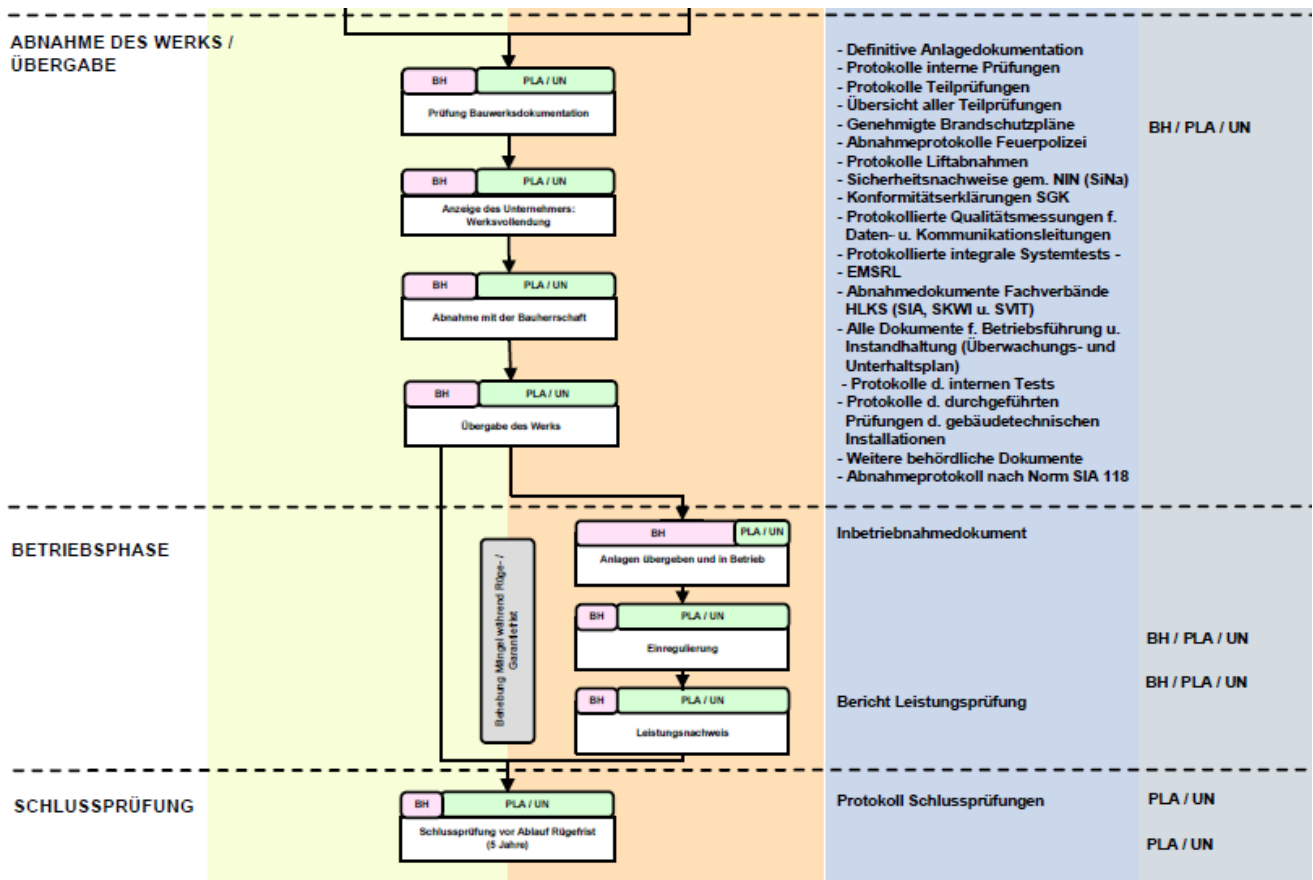 ABNAHME DES WERKS /
ÜBERGABE
BH
PLA / UN
Prüfung Bauwerksdokumentation
BH
PLA / UN
Anzeige des Unternehmers:
Werksvollendung
BH
PLA / UN
Abnahme mit der Bauherrschaft
BH
PLA / UN
Übergabe des Werks
- Definitive Anlagedokumentation
- Protokolle interne Prüfungen
- Protokolle Teilprüfungen
- Übersicht aller Teilprüfungen
- Genehmigte Brandschutzpläne
- Abnahmeprotokolle Feuerpolizei
- Protokolle Liftabnahmen
- Sicherheitsnachweise gem. NIN (SiNa)
- Konformitätserklärungen SGK
- Protokollierte Qualitätsmessungen f.
Daten- u. Kommunikationsleitungen
- Protokollierte integrale Systemtests -
- EMSRL
- Abnahmedokumente Fachverbände
HLKS (SIA, SKWI u. SVIT)
- Alle Dokumente f. Betriebsführung u.
Instandhaltung (Überwachungs- und
Unterhaltsplan)
- Protokolle d. internen Tests
- Protokolle d. durchgeführten
Prüfungen d. gebäudetechnischen
Installationen
- Weitere behördliche Dokumente
- Abnahmeprotokoll nach Norm SIA 118
BH / PLA / UN
BETRIEBSPHASE
Behebung Mängel während Rüge- /
Garantiefrist
BH
PLA / UN
Anlagen übergeben und in Betrieb
BH
PLA / UN
Einregulierung
BH
PLA / UN
Leistungsnachweis
Inbetriebnahmedokument
BH / PLA / UN
BH / PLA / UN
Bericht Leistungsprüfung
SCHLUSSPRÜFUNG
BH
PLA / UN
Schlussprüfung vor Ablauf Rügefrist
(5 Jahre)
Protokoll Schlussprüfungen
PLA / UN
PLA / UN